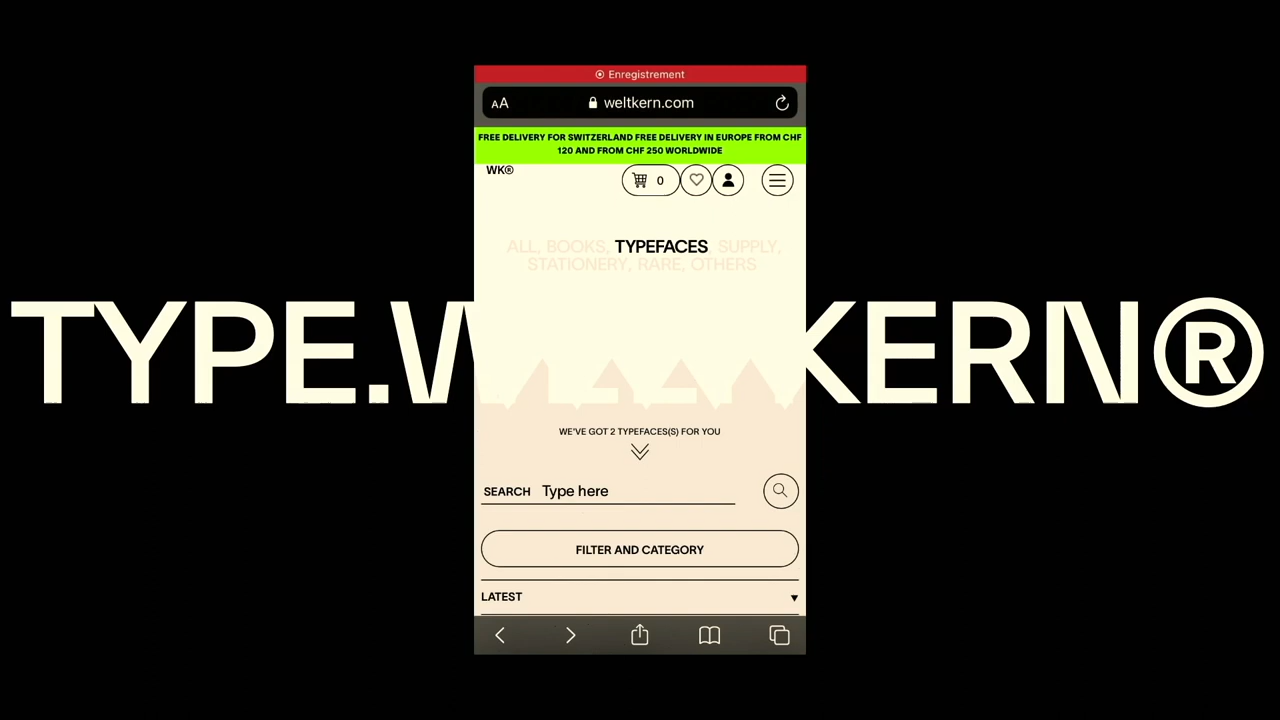 Enregistrement
AA
weltkern.com
FREE DELIVERY FOR SWITZERLAND FREE DELIVERY IN EUROPE FROM CHF
120 AND FROM CHF 250 WORLDWIDE
WK®
0
ALL, BOOKS, TYPEFACES, SUPPLY,
STATIONERY, RARE, OTHERS
TYPE.W KERN®
WE'VE GOT 2 TYPEFACES(S) FOR YOU
SEARCH Type here
FILTER AND CATEGORY
LATEST